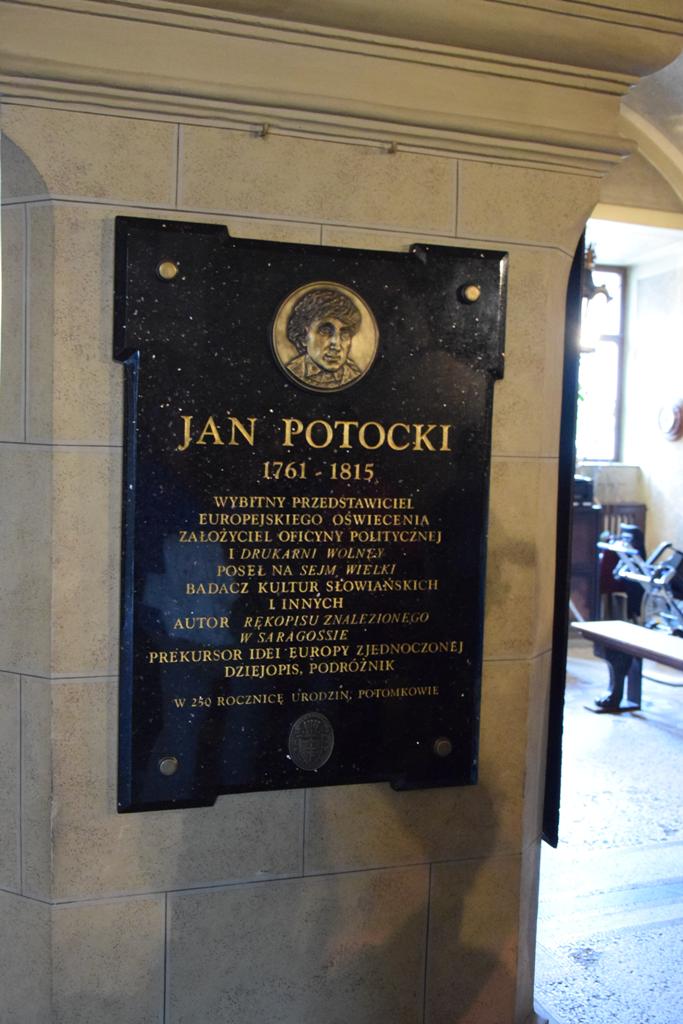 JAN POTOCKI
1761 - 1815
WYBITNY PRZEDSTAWICIEL
EUROPEJSKIEGO OŚWIECENIA
ZAŁOŻYCIEL OFICYNY POLITYCZNEJ
I DRUKARNI WOLNEJ
POSEŁ NA SEJM WIELKI
BADACZ KULTUR SŁOWIAŃSKICH
I INNYCH
AUTOR RĘKOPISU ZNALEZIONEGO
W SARAGOSSIE
PREKURSOR IDEI EUROPY ZJEDNOCZONEJ
DZIEJOPIS, PODRÓŻNIK
W 250 ROCZNICĘ URODZIN, POTOMKOWIE